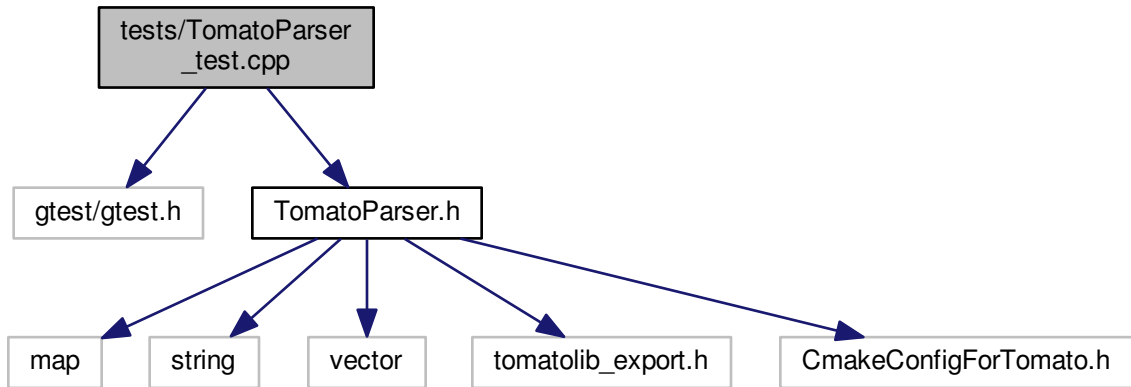 tests/TomatoParser
_test.cpp
gtest/gtest.h
TomatoParser.h
map
string
vector
tomatolib_export.h
CmakeConfigForTomato.h